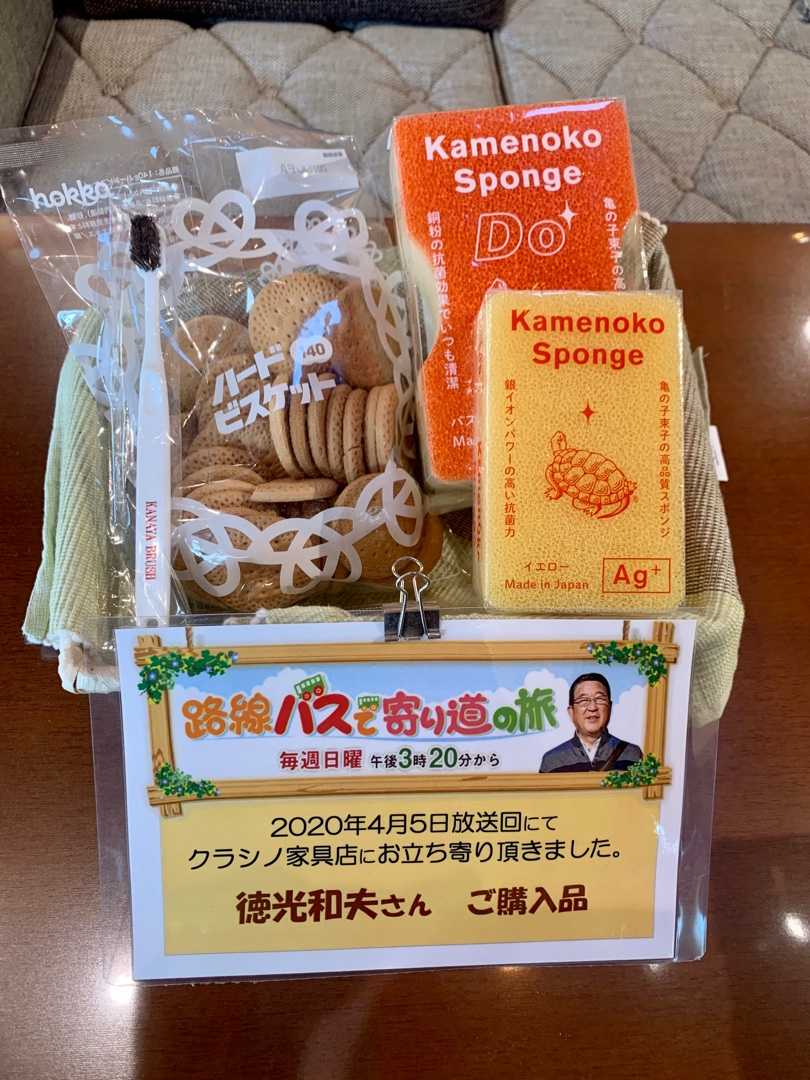 hokko
ハード
140
ビスケット
KANATA BRUSH
Kamenoko
Sponge
Do
亀の子束子の高
銅粉の抗菌効果でいつも清潔
バス
Ma
Kamenoko
Sponge
亀の子束子の高品質スポンジ
銀イオンパワーの高い抗菌力
イエロー
Made in Japan
Ag+
路線バスで寄り道の旅
毎週日曜 午後3時20分から
2020年4月5日放送回にて
クラシノ家具店にお立ち寄り頂きました。
徳光和夫さん ご購入品